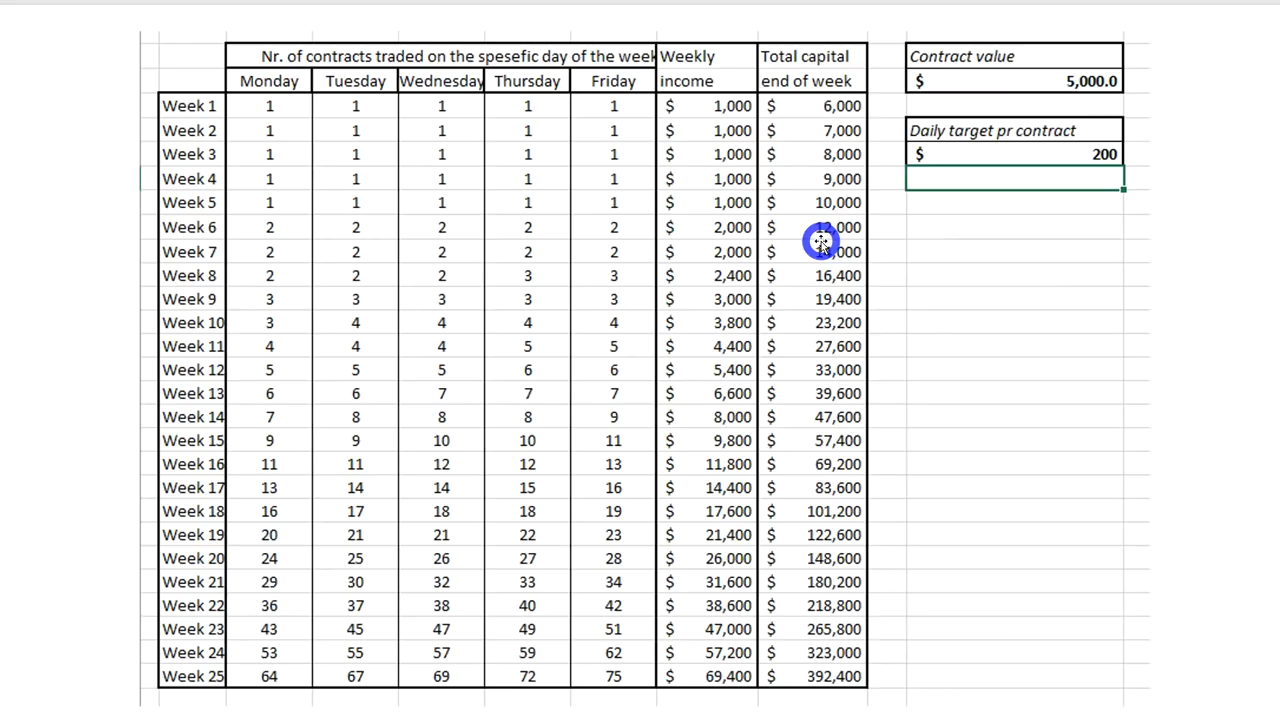 Nr. of contracts traded on the spesefic day of the week Weekly Total capital Contract value
Monday Tuesday Wednesday Thursday Friday income end of week $ 5,000.0
Week 1 1 1 1 1 1 $ 1,000 $ 6,000
Week 2 1 1 1 1 1 $ 1,000 $ 7,000 Daily target pr contract
Week 3 1 1 1 1 1 $ 1,000 $ 8,000 $ 200
Week 4 1 1 1 1 1 $ 1,000 $ 9,000
Week 5 1 1 1 1 1 $ 1,000 $ 10,000
Week 6 2 2 2 2 2 $ 2,000 $ 12,000
Week 7 2 2 2 2 2 $ 2,000 $
Week 8 2 2 2 3 3 $ 2,400 $ 16,400
Week 9 3 3 3 3 3 $ 3,000 $ 19,400
Week 10 3 4 4 4 4 $ 3,800 $ 23,200
Week 11 4 4 4 5 5 $ 4,400 $ 27,600
Week 12 5 5 5 6 6 $ 5,400 $ 33,000
Week 13 6 6 7 7 7 $ 6,600 $ 39,600
Week 14 7 8 8 8 9 $ 8,000 $ 47,600
Week 15 9 9 10 10 11 $ 9,800 $ 57,400
Week 16 11 11 12 12 13 $ 11,800 $ 69,200
Week 17 13 14 14 15 16 $ 14,400 $ 83,600
Week 18 16 17 18 18 19 $ 17,600 $ 101,200
Week 19 20 21 21 22 23 $ 21,400 $ 122,600
Week 20 24 25 26 27 28 $ 26,000 $ 148,600
Week 21 29 30 32 33 34 $ 31,600 $ 180,200
Week 22 36 37 38 40 42 $ 38,600 $ 218,800
Week 23 43 45 47 49 51 $ 47,000 $ 265,800
Week 24 53 55 57 59 62 $ 57,200 $ 323,000
Week 25 64 67 69 72 75 $ 69,400 $ 392,400